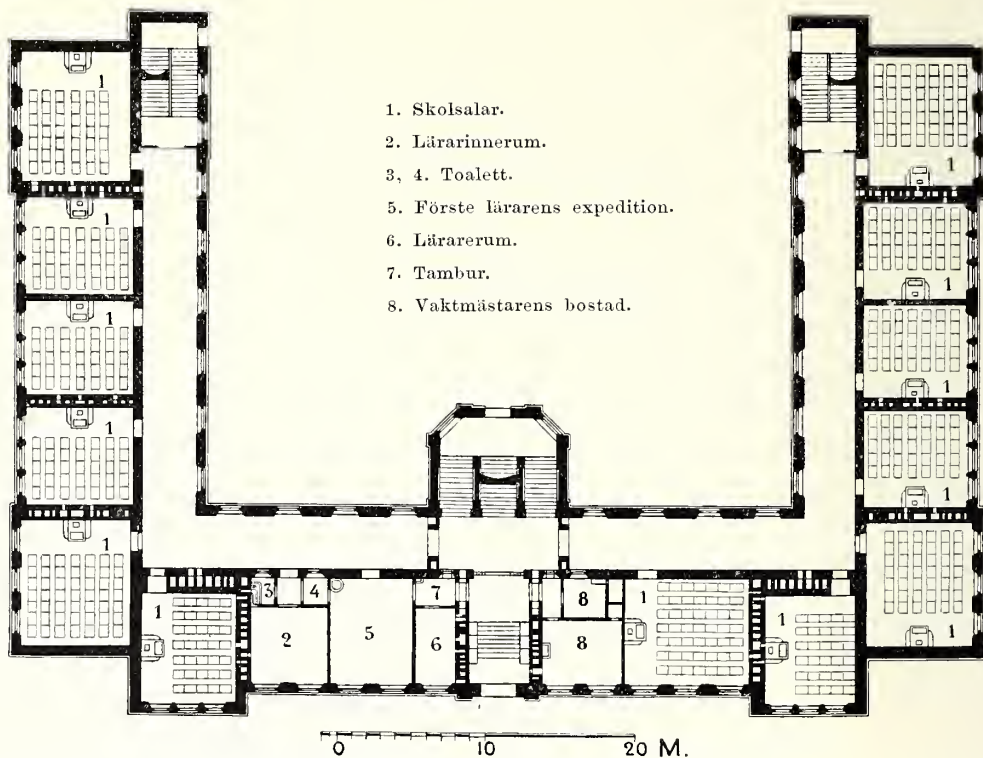 1 1
1 1
1 1
1 1
1 1
1. Skolsalar.
2. Lärarinnerum.
3, 4. Toalett.
5. Förste lärarens expedition.
6. Lärarerum.
7. Tambur.
8. Vaktmästarens bostad.
1 3 4 7 8 1 1
2 5 6 8
0 10 20 M.